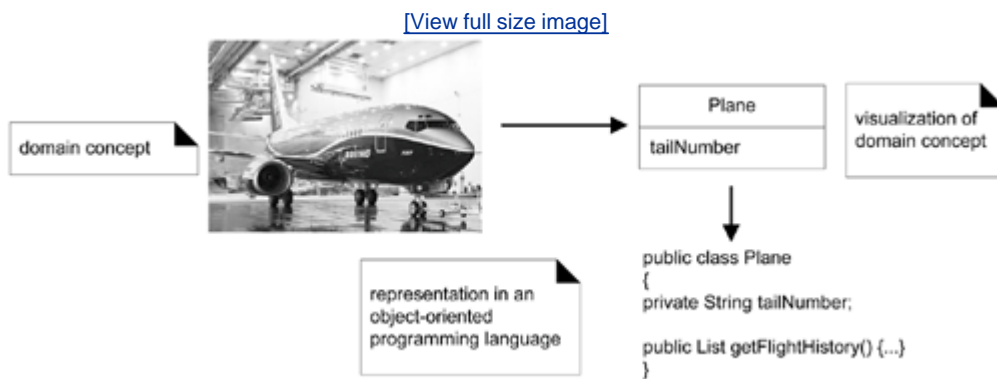 [View full size image]
domain concept
BOEING
Plane
tailNumber
visualization of
domain concept
representation in an
object-oriented
programming language
public class Plane
{
private String tailNumber;
public List getFlightHistory() {...}
}